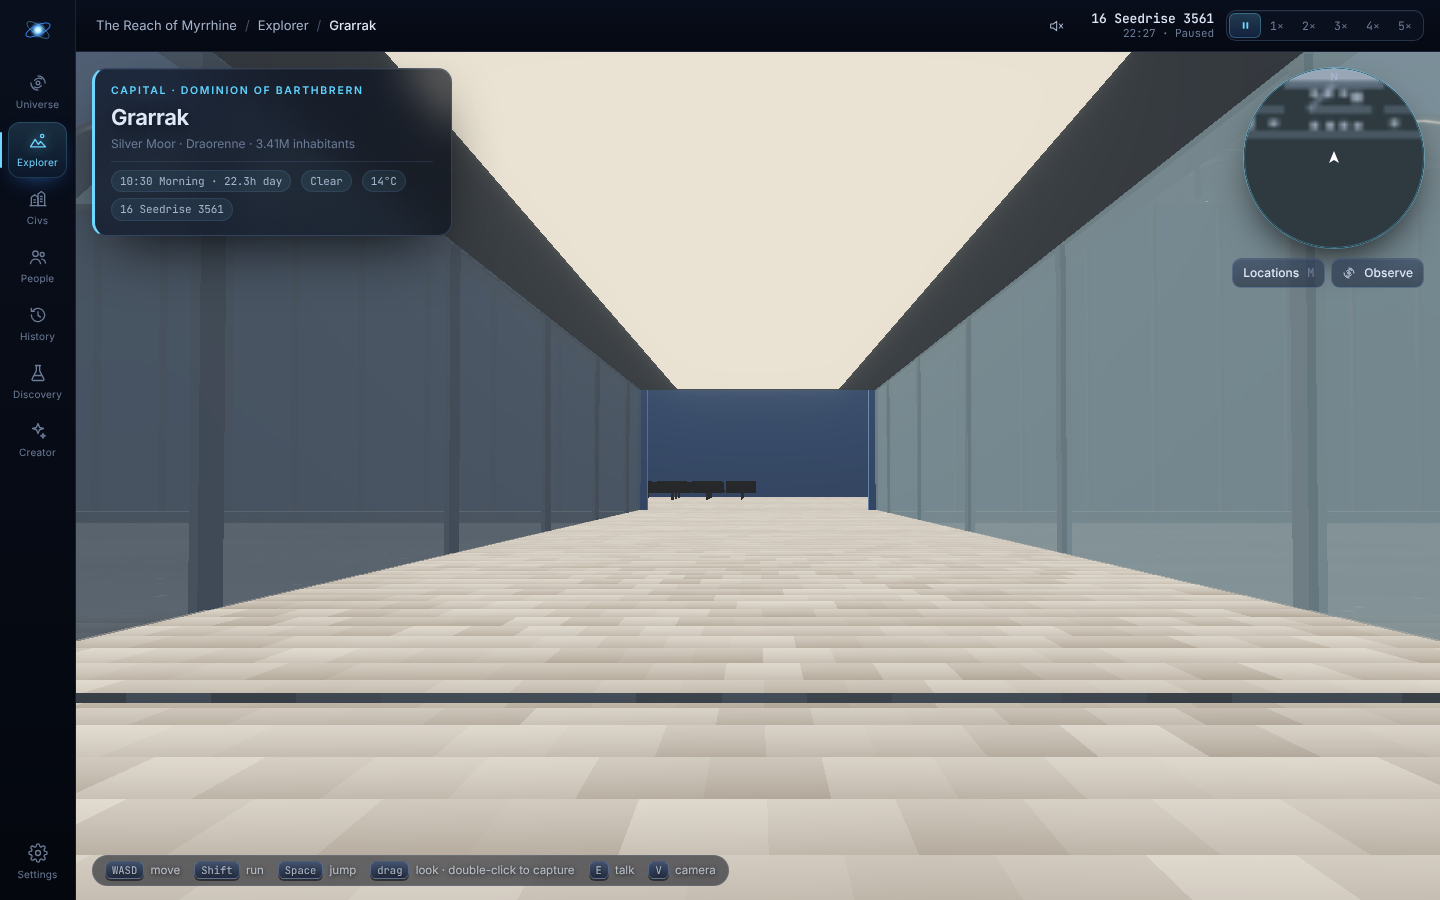 The Reach of Myrrhine / Explorer / Grarrak
16 Seedrise 3561
22:27 · Paused
1× 2× 3× 4× 5×
Universe
Explorer
Civs
People
History
Discovery
Creator
Settings
CAPITAL · DOMINION OF BARTHBRERN
Grarrak
Silver Moor · Draorenne · 3.41M inhabitants
10:30 Morning · 22.3h day
Clear
14°C
16 Seedrise 3561
N
Locations M
Observe
WASD move Shift run Space jump drag look · double-click to capture E talk V camera